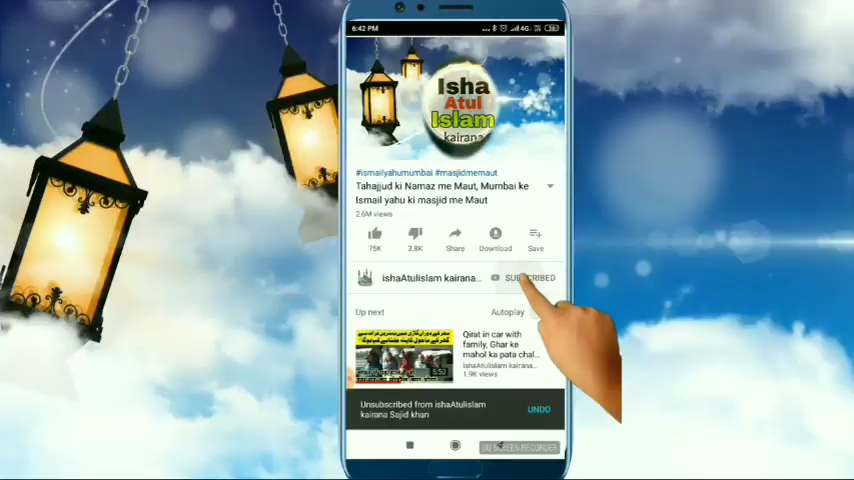 6:42 PM
4G
Isha
Atul
Islam
kairana
#ismailyahumumbai #masjidmemaut
Tahajjud ki Namaz me Maut, Mumbai ke
Ismail yahu ki masjid me Maut
2.6M views
75K
3.8K
Share
Download
Save
ishaAtulislam kairana...
SUBSCRIBED
Up next
Autoplay
Qirat in car with
family, Ghar ke
mahol ka pata chal...
ishaAtulislam kairana...
1.9K views
5:50
Unsubscribed from ishaAtulislam
kairana Sajid khan
UNDO
SCREEN RECORDER